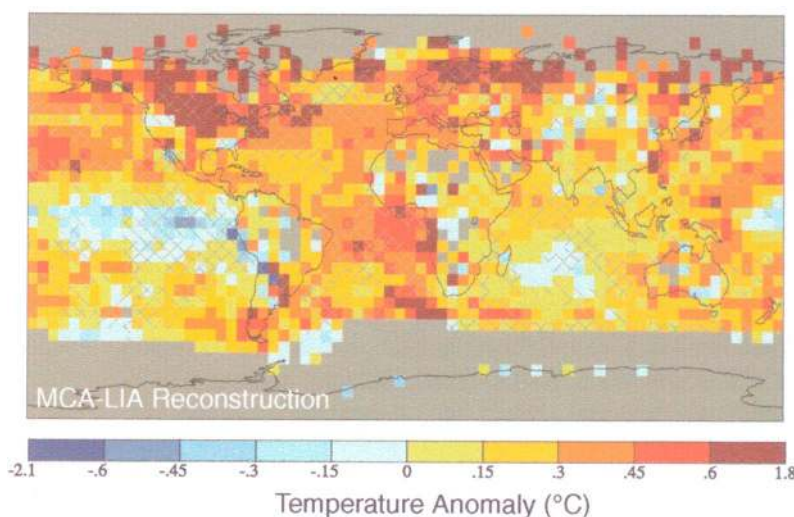 MCA-LIA Reconstruction
-2.1 -.6 -.45 -.3 -.15 0 .15 .3 .45 .6 1.8
Temperature Anomaly (°C)